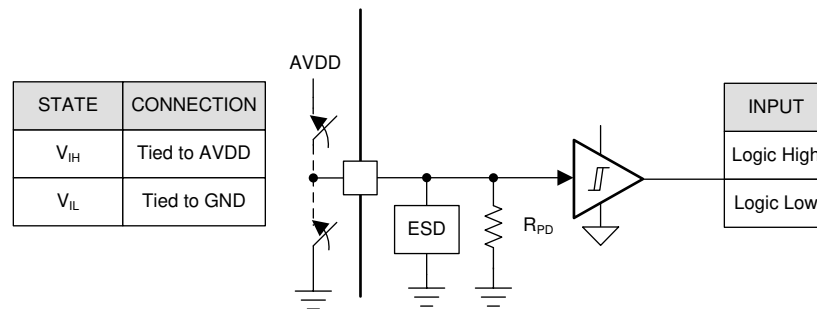 AVDD
STATE CONNECTION
V_IH Tied to AVDD
V_IL Tied to GND
ESD
R_PD
INPUT
Logic High
Logic Low